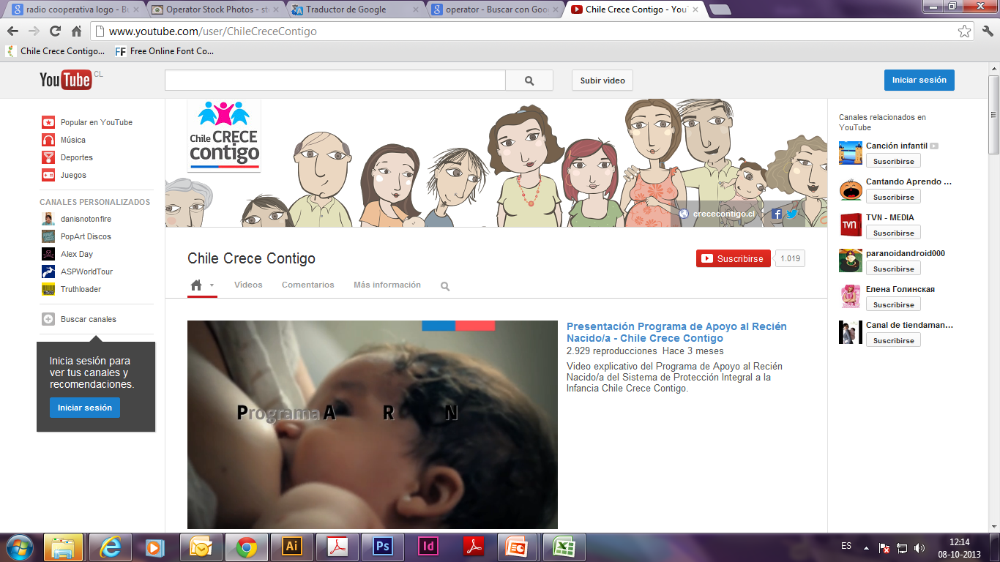 radio cooperativa logo - Bu
Operator Stock Photos - sto
Traductor de Google
operator - Buscar con Goo
Chile Crece Contigo - YouT
www.youtube.com/user/ChileCreceContigo
Chile Crece Contigo...
FF Free Online Font Co...
YouTube CL
Subir vídeo
Iniciar sesión
Popular en YouTube
Música
Deportes
Juegos
CANALES PERSONALIZADOS
danisnotonfire
PopArt Discos
Alex Day
ASPWorldTour
Truthloader
Buscar canales
Inicia sesión para
ver tus canales y
recomendaciones.
Iniciar sesión
Chile CRECE
contigo
crececontigo.cl
Chile Crece Contigo
Suscribirse 1.019
Vídeos Comentarios Más información
Programa A R N
Presentación Programa de Apoyo al Recién
Nacido/a - Chile Crece Contigo
2.929 reproducciones Hace 3 meses
Video explicativo del Programa de Apoyo al Recién
Nacido/a del Sistema de Protección Integral a la
Infancia Chile Crece Contigo.
Canales relacionados en
YouTube
Canción infantil
Suscribirse
Cantando Aprendo ...
Suscribirse
TVN
TVN - MEDIA
Suscribirse
paranoidandroid000
Suscribirse
Елена Голинская
Suscribirse
Canal de tiendaman...
Suscribirse
Ai
Ps
Id
ES
12:14
08-10-2013